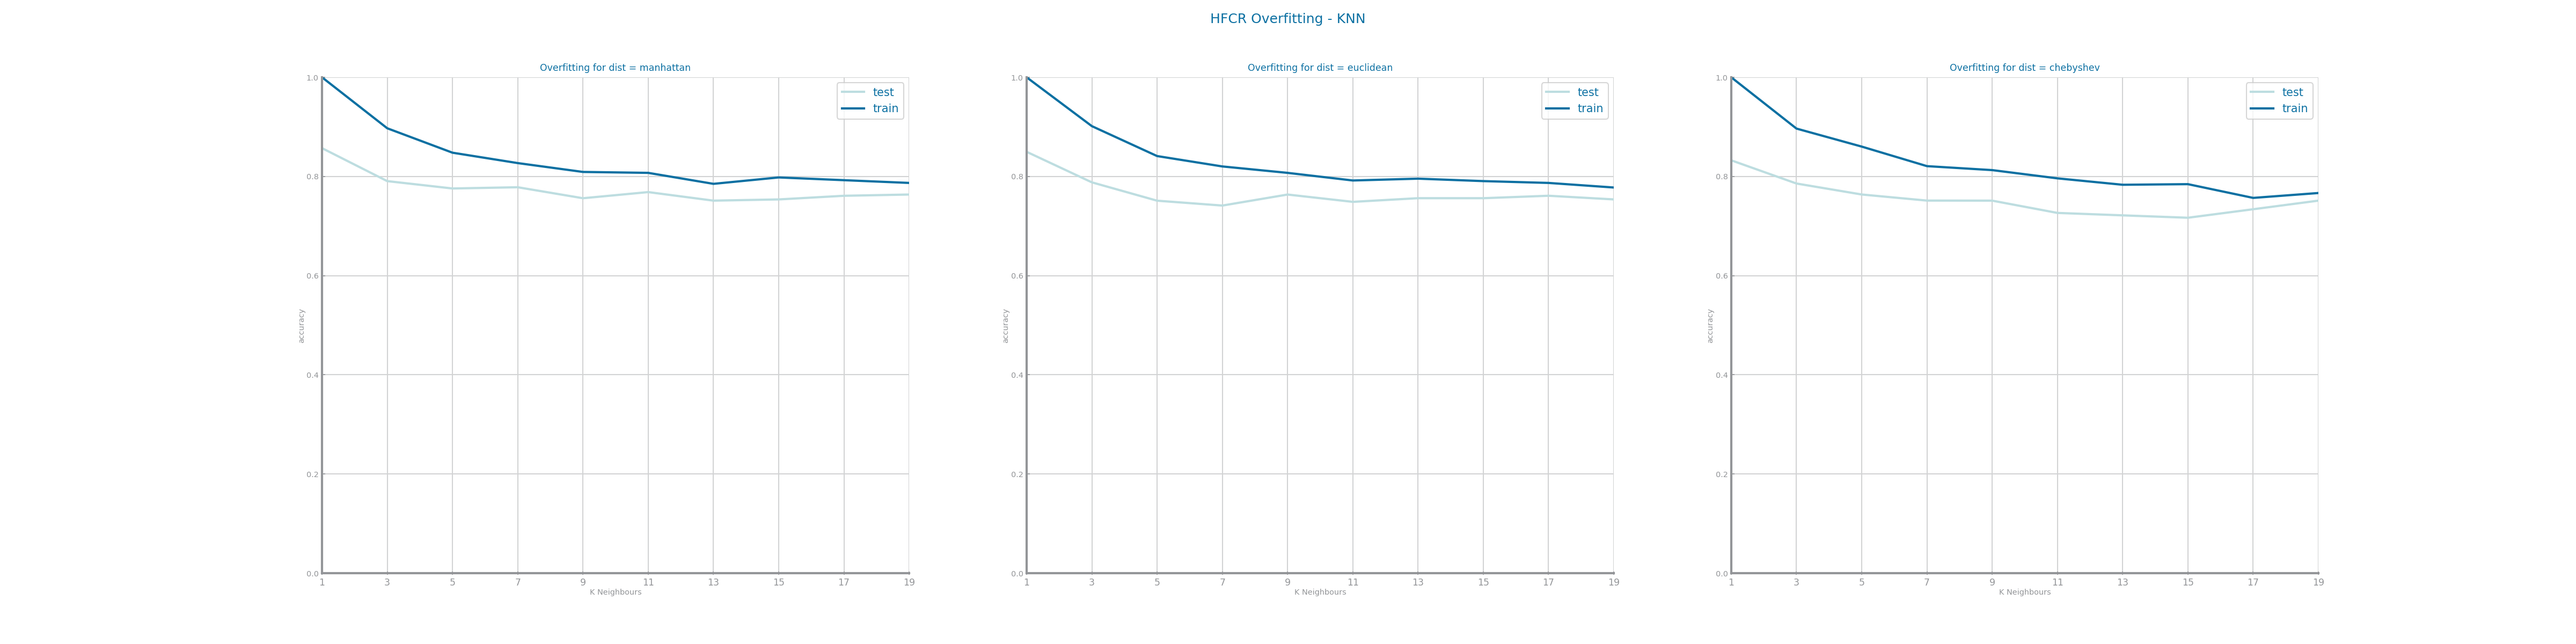 HFCR Overfitting - KNN
Overfitting for dist = manhattan
1.0
0.8
0.6
0.4
0.2
0.0
accuracy
test
train
1 3 5 7 9 11 13 15 17 19
K Neighbours
Overfitting for dist = euclidean
1.0
0.8
0.6
0.4
0.2
0.0
accuracy
test
train
1 3 5 7 9 11 13 15 17 19
K Neighbours
Overfitting for dist = chebyshev
1.0
0.8
0.6
0.4
0.2
0.0
accuracy
test
train
1 3 5 7 9 11 13 15 17 19
K Neighbours